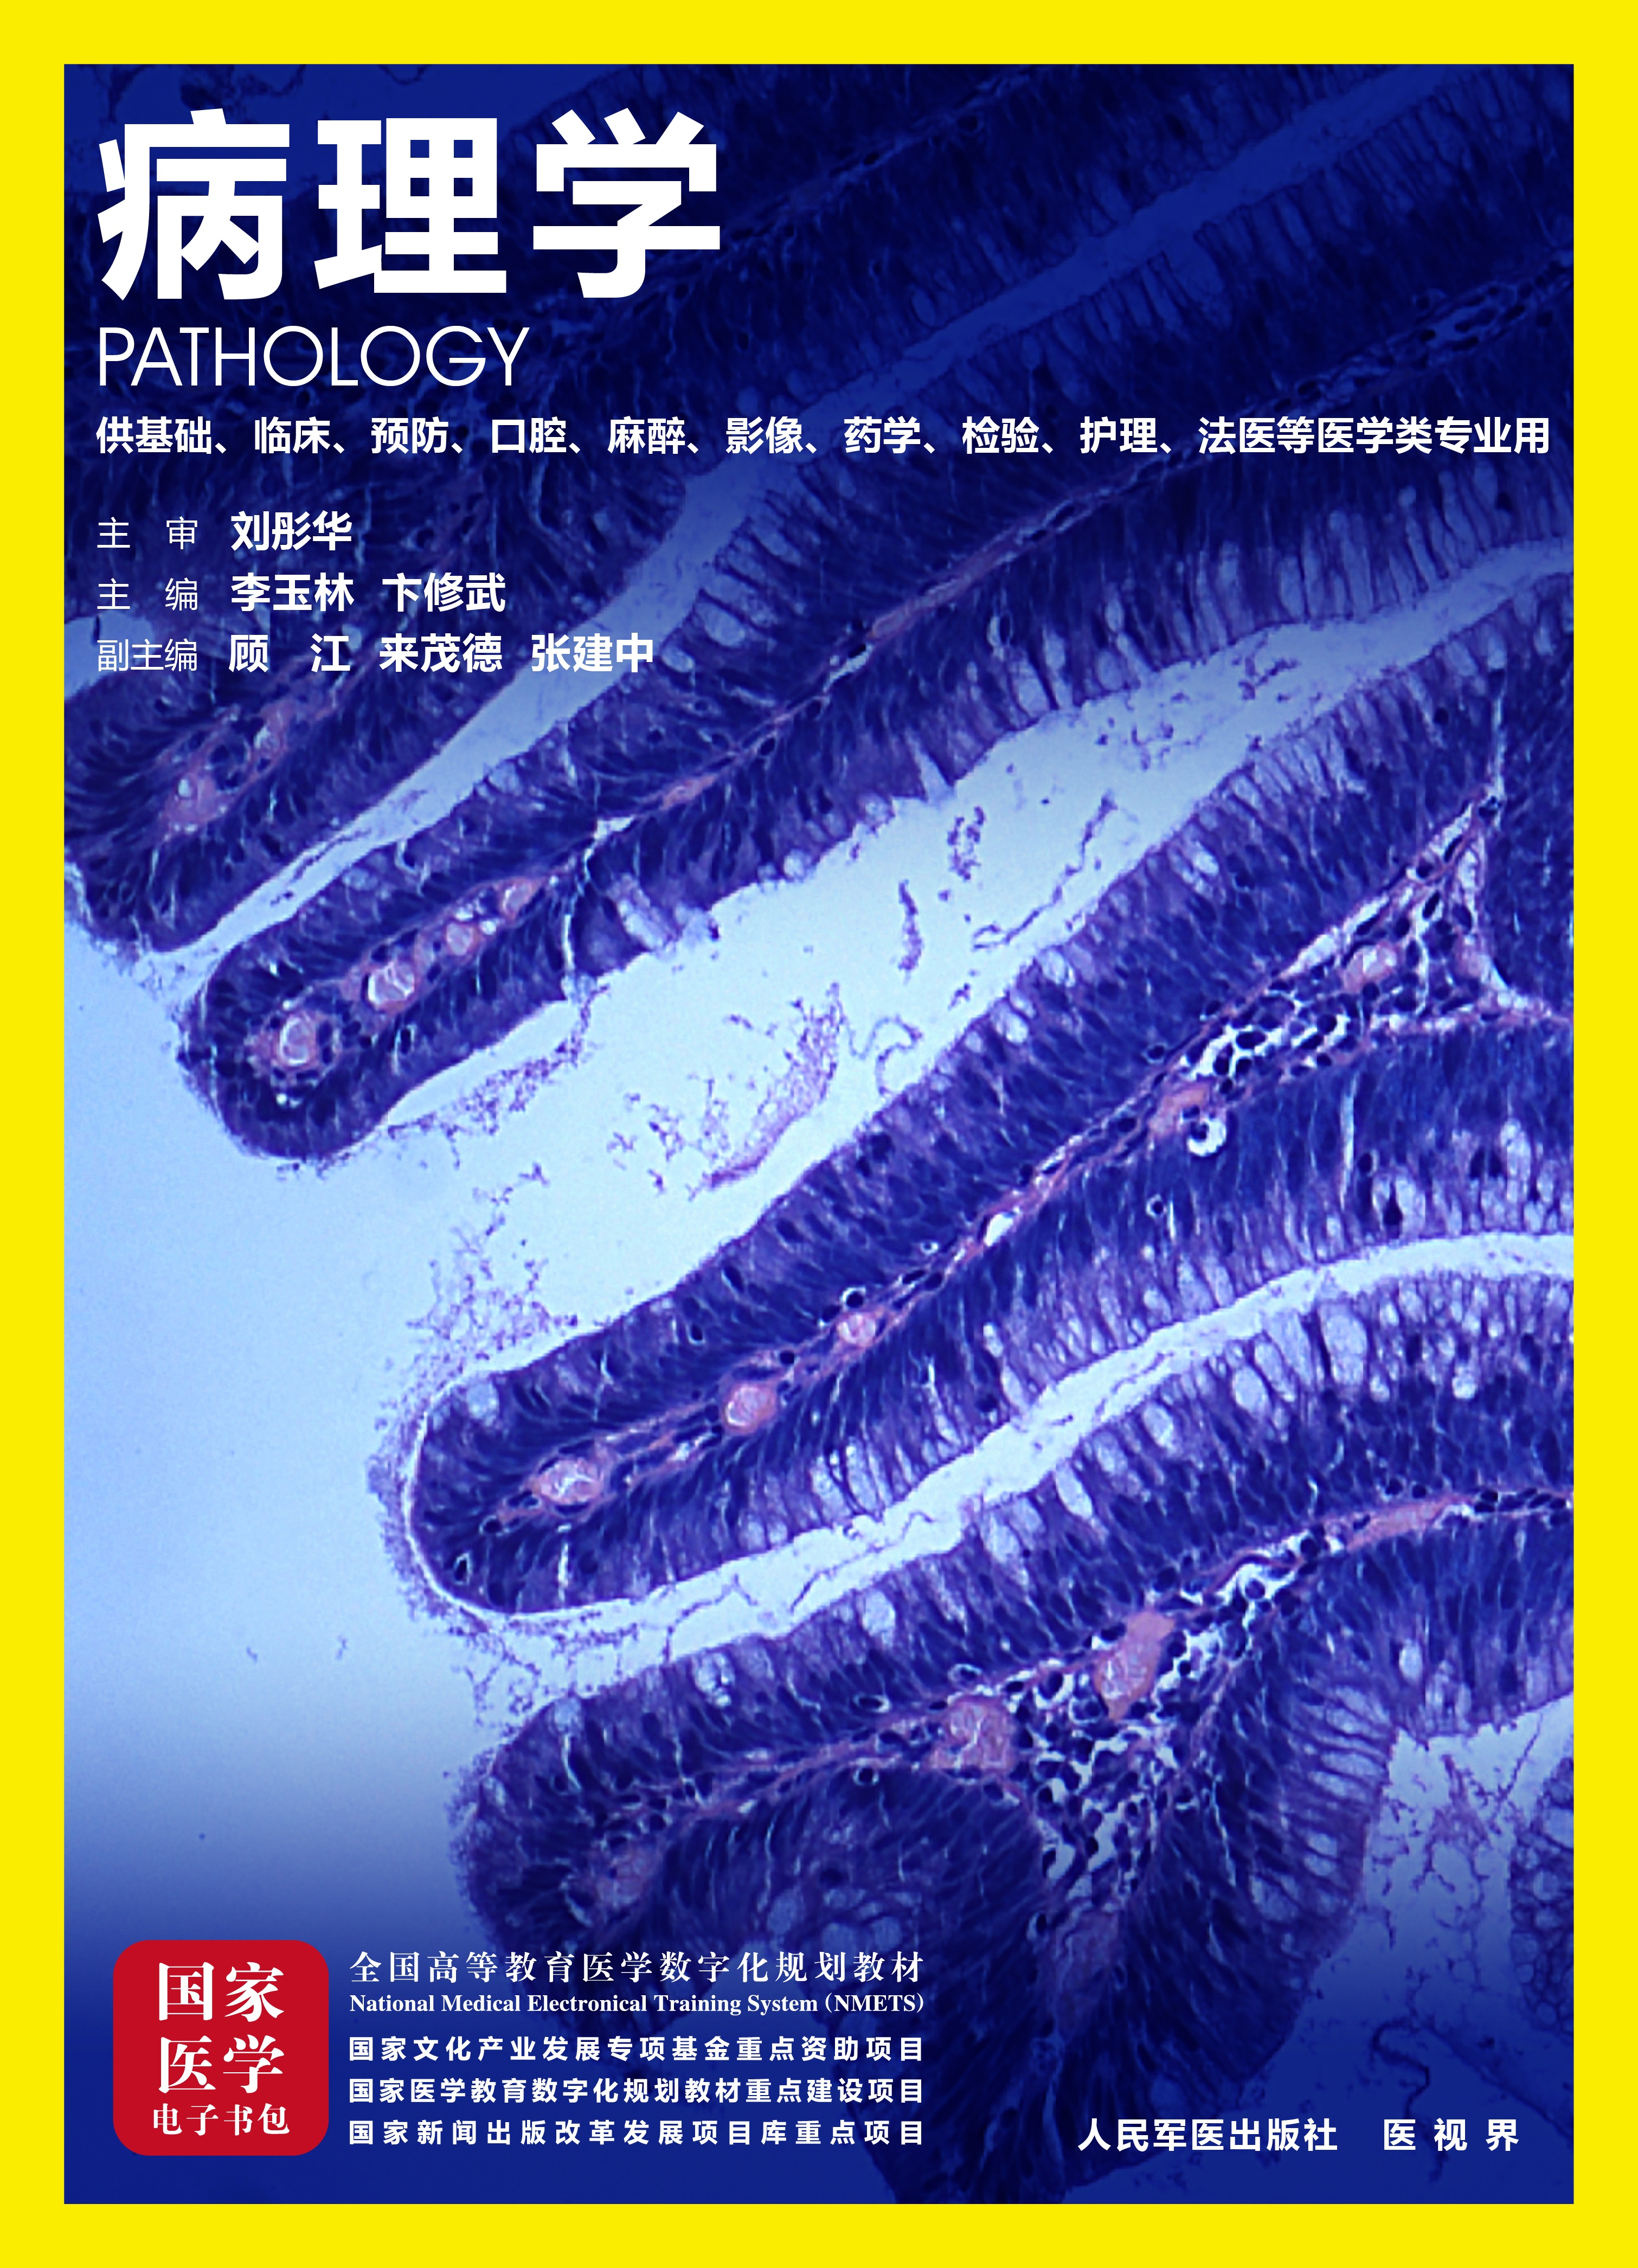 病理学
PATHOLOGY
供基础、临床、预防、口腔、麻醉、影像、药学、检验、护理、法医等医学类专业用
主 审 刘彤华
主 编 李玉林 卞修武
副主编 顾 江 来茂德 张建中
国家
医学
电子书包
全国高等教育医学数字化规划教材
National Medical Electronical Training System (NMETS)
国家文化产业发展专项基金重点资助项目
国家医学教育数字化规划教材重点建设项目
国家新闻出版改革发展项目库重点项目
人民军医出版社 医视界